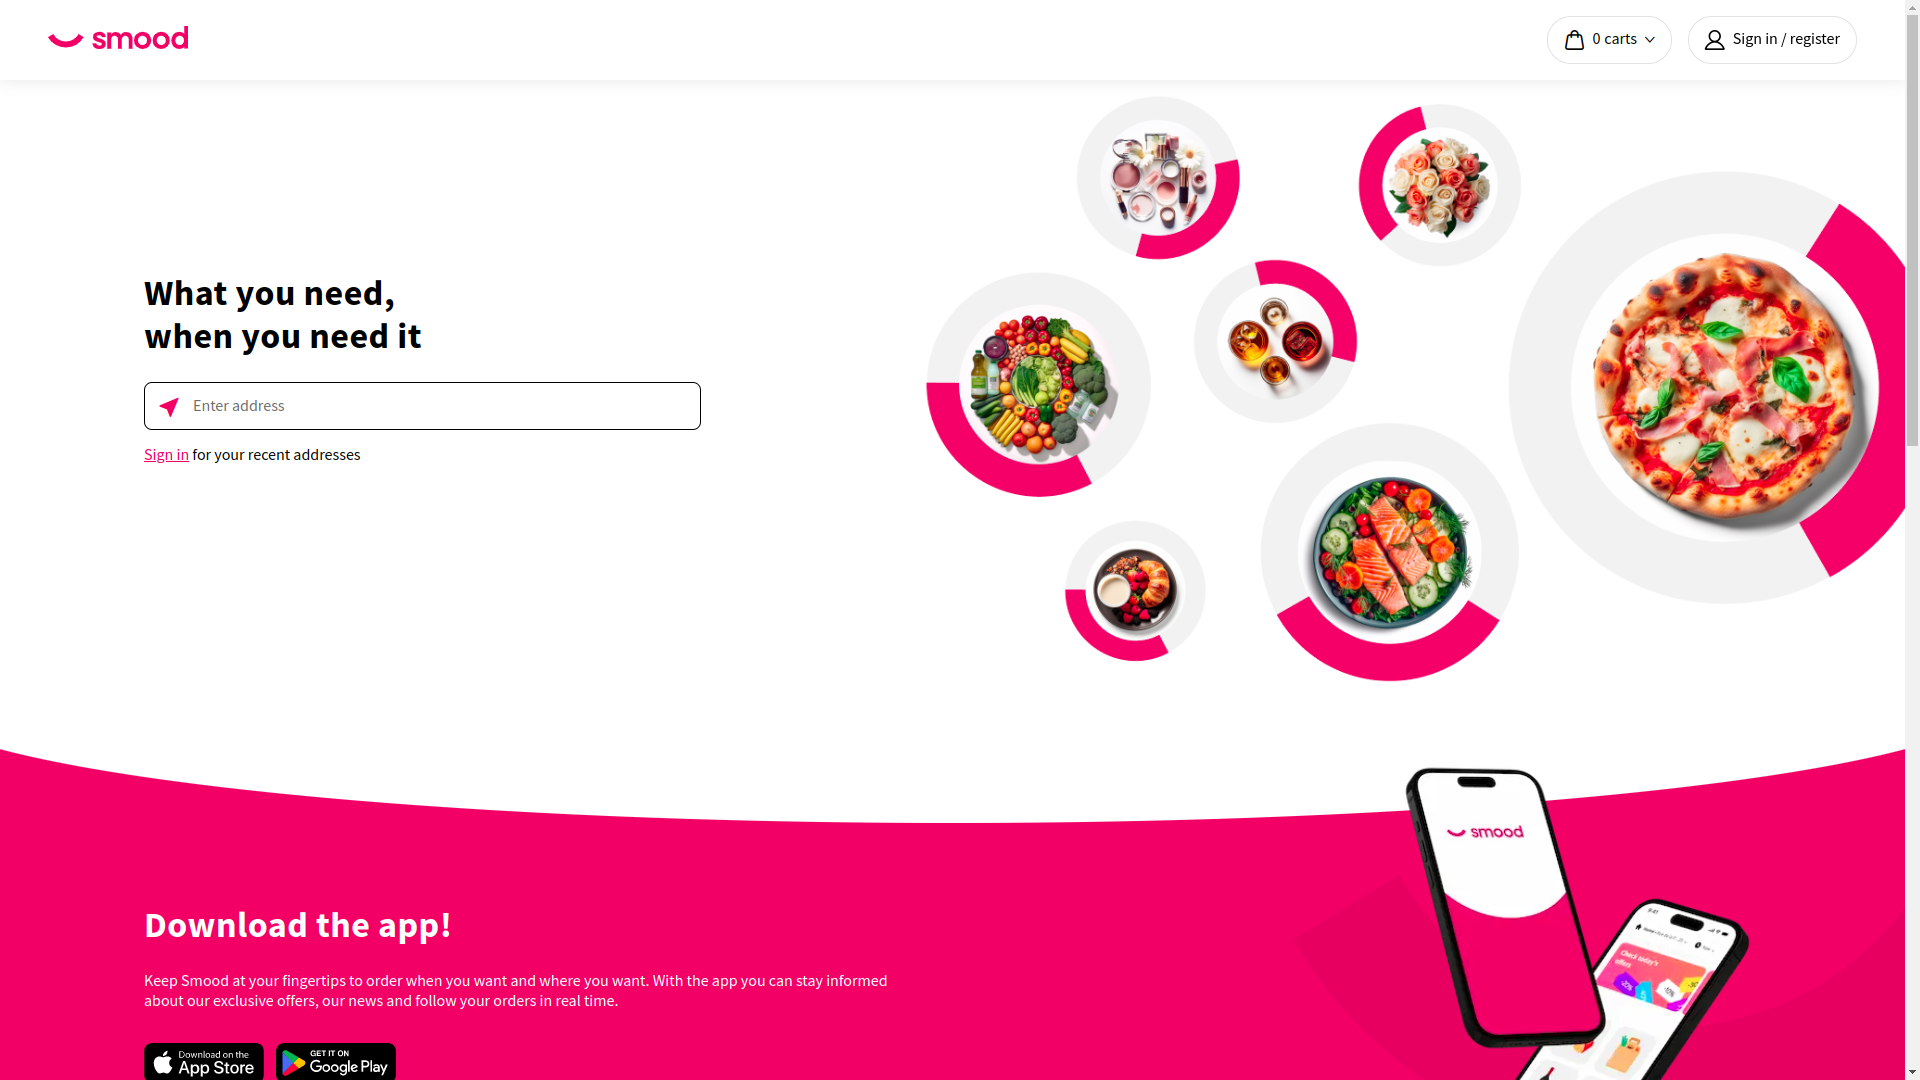 smood
0 carts
Sign in / register
What you need,
when you need it
Enter address
Sign in for your recent addresses
smood
Download the app!
Keep Smood at your fingertips to order when you want and where you want. With the app you can stay informed
about our exclusive offers, our news and follow your orders in real time.
Check today's
offers
Download on the
App Store
GET IT ON
Google Play